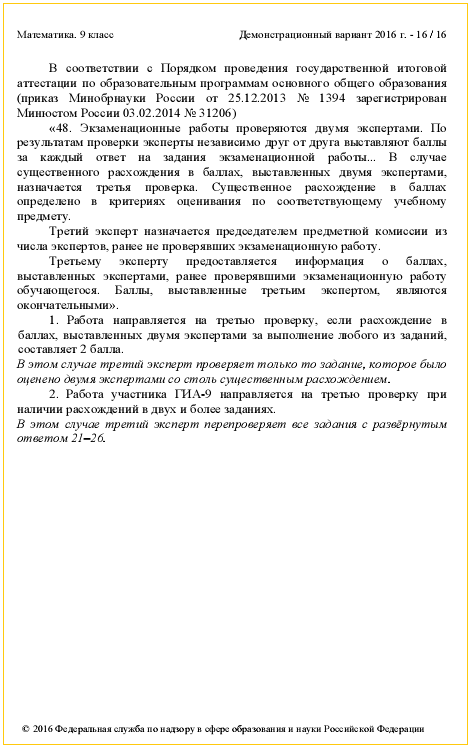 Математика. 9 класс Демонстрационный вариант 2016 г. - 16 / 16
В соответствии с Порядком проведения государственной итоговой
аттестации по образовательным программам основного общего образования
(приказ Минобрнауки России от 25.12.2013 № 1394 зарегистрирован
Минюстом России 03.02.2014 № 31206)
«48. Экзаменационные работы проверяются двумя экспертами. По
результатам проверки эксперты независимо друг от друга выставляют баллы
за каждый ответ на задания экзаменационной работы... В случае
существенного расхождения в баллах, выставленных двумя экспертами,
назначается третья проверка. Существенное расхождение в баллах
определено в критериях оценивания по соответствующему учебному
предмету.
Третий эксперт назначается председателем предметной комиссии из
числа экспертов, ранее не проверявших экзаменационную работу.
Третьему эксперту предоставляется информация о баллах,
выставленных экспертами, ранее проверявшими экзаменационную работу
обучающегося. Баллы, выставленные третьим экспертом, являются
окончательными».
1. Работа направляется на третью проверку, если расхождение в
баллах, выставленных двумя экспертами за выполнение любого из заданий,
составляет 2 балла.
В этом случае третий эксперт проверяет только то задание, которое было
оценено двумя экспертами со столь существенным расхождением.
2. Работа участника ГИА-9 направляется на третью проверку при
наличии расхождений в двух и более заданиях.
В этом случае третий эксперт перепроверяет все задания с развёрнутым
ответом 21–26.
© 2016 Федеральная служба по надзору в сфере образования и науки Российской Федерации